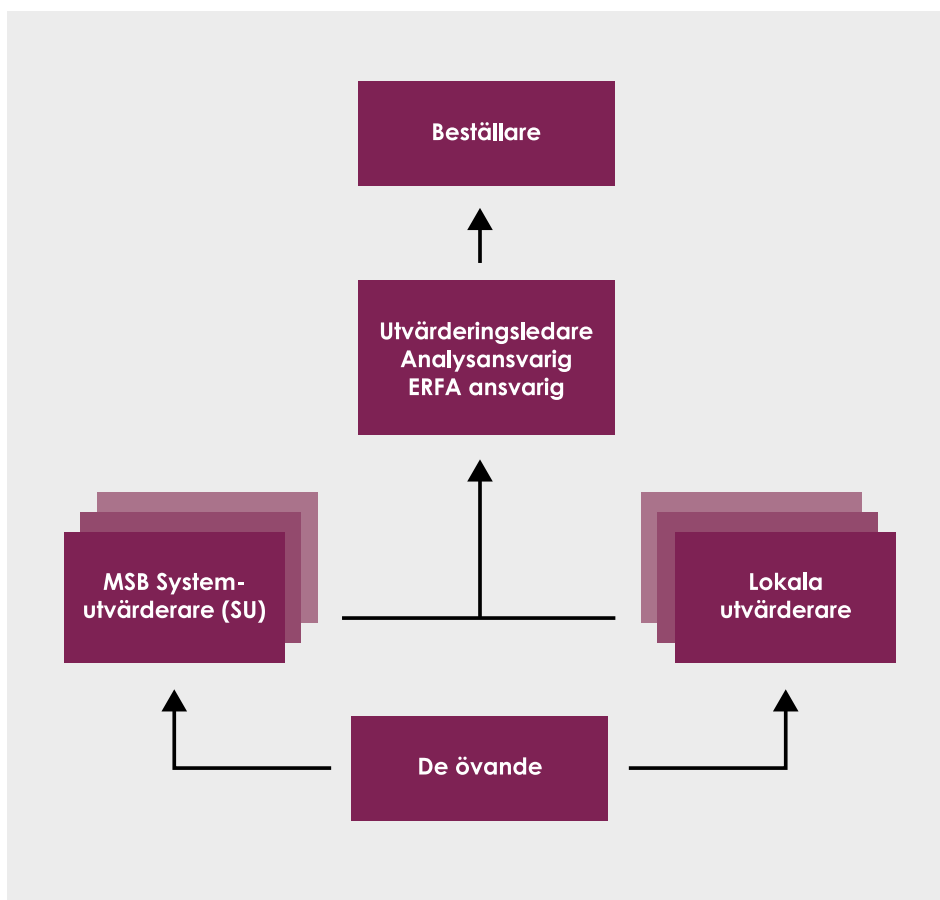 Beställare
Utvärderingsledare
Analysansvarig
ERFA ansvarig
MSB System-
utvärderare (SU)
Lokala
utvärderare
De övande